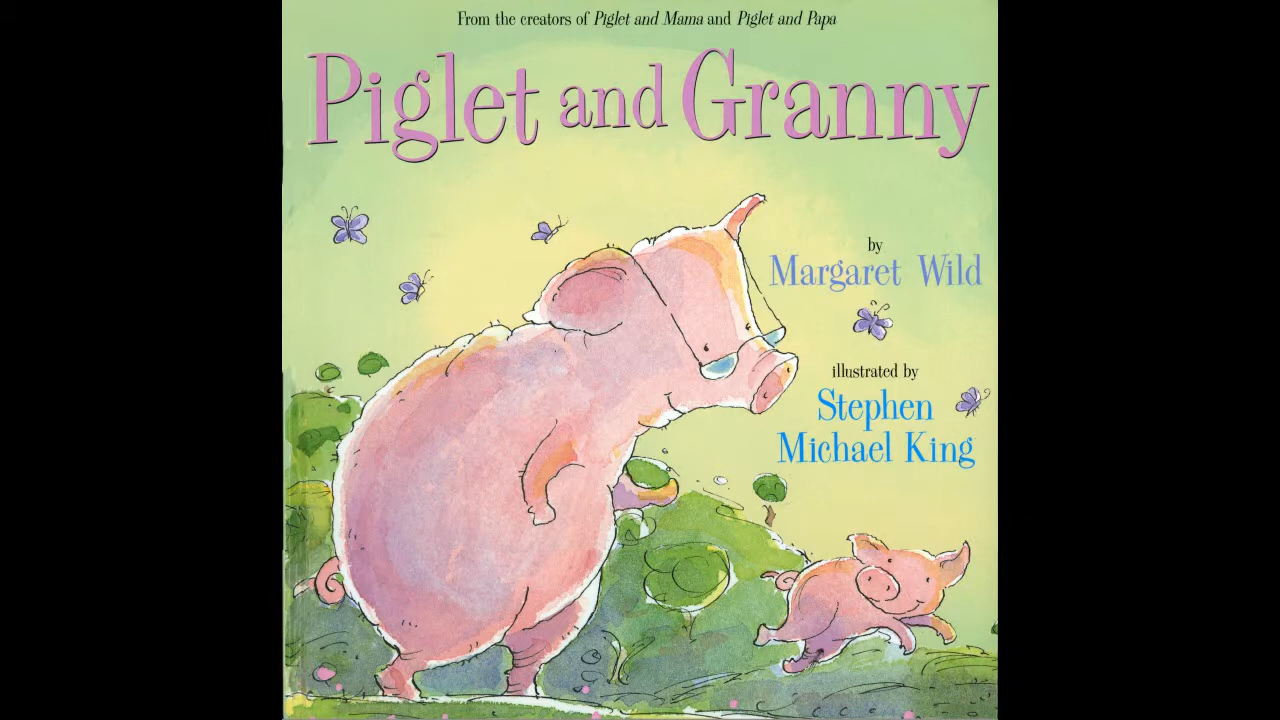 From the creators of Piglet and Mama and Piglet and Papa
Piglet and Granny
by
Margaret Wild
illustrated by
Stephen
Michael King